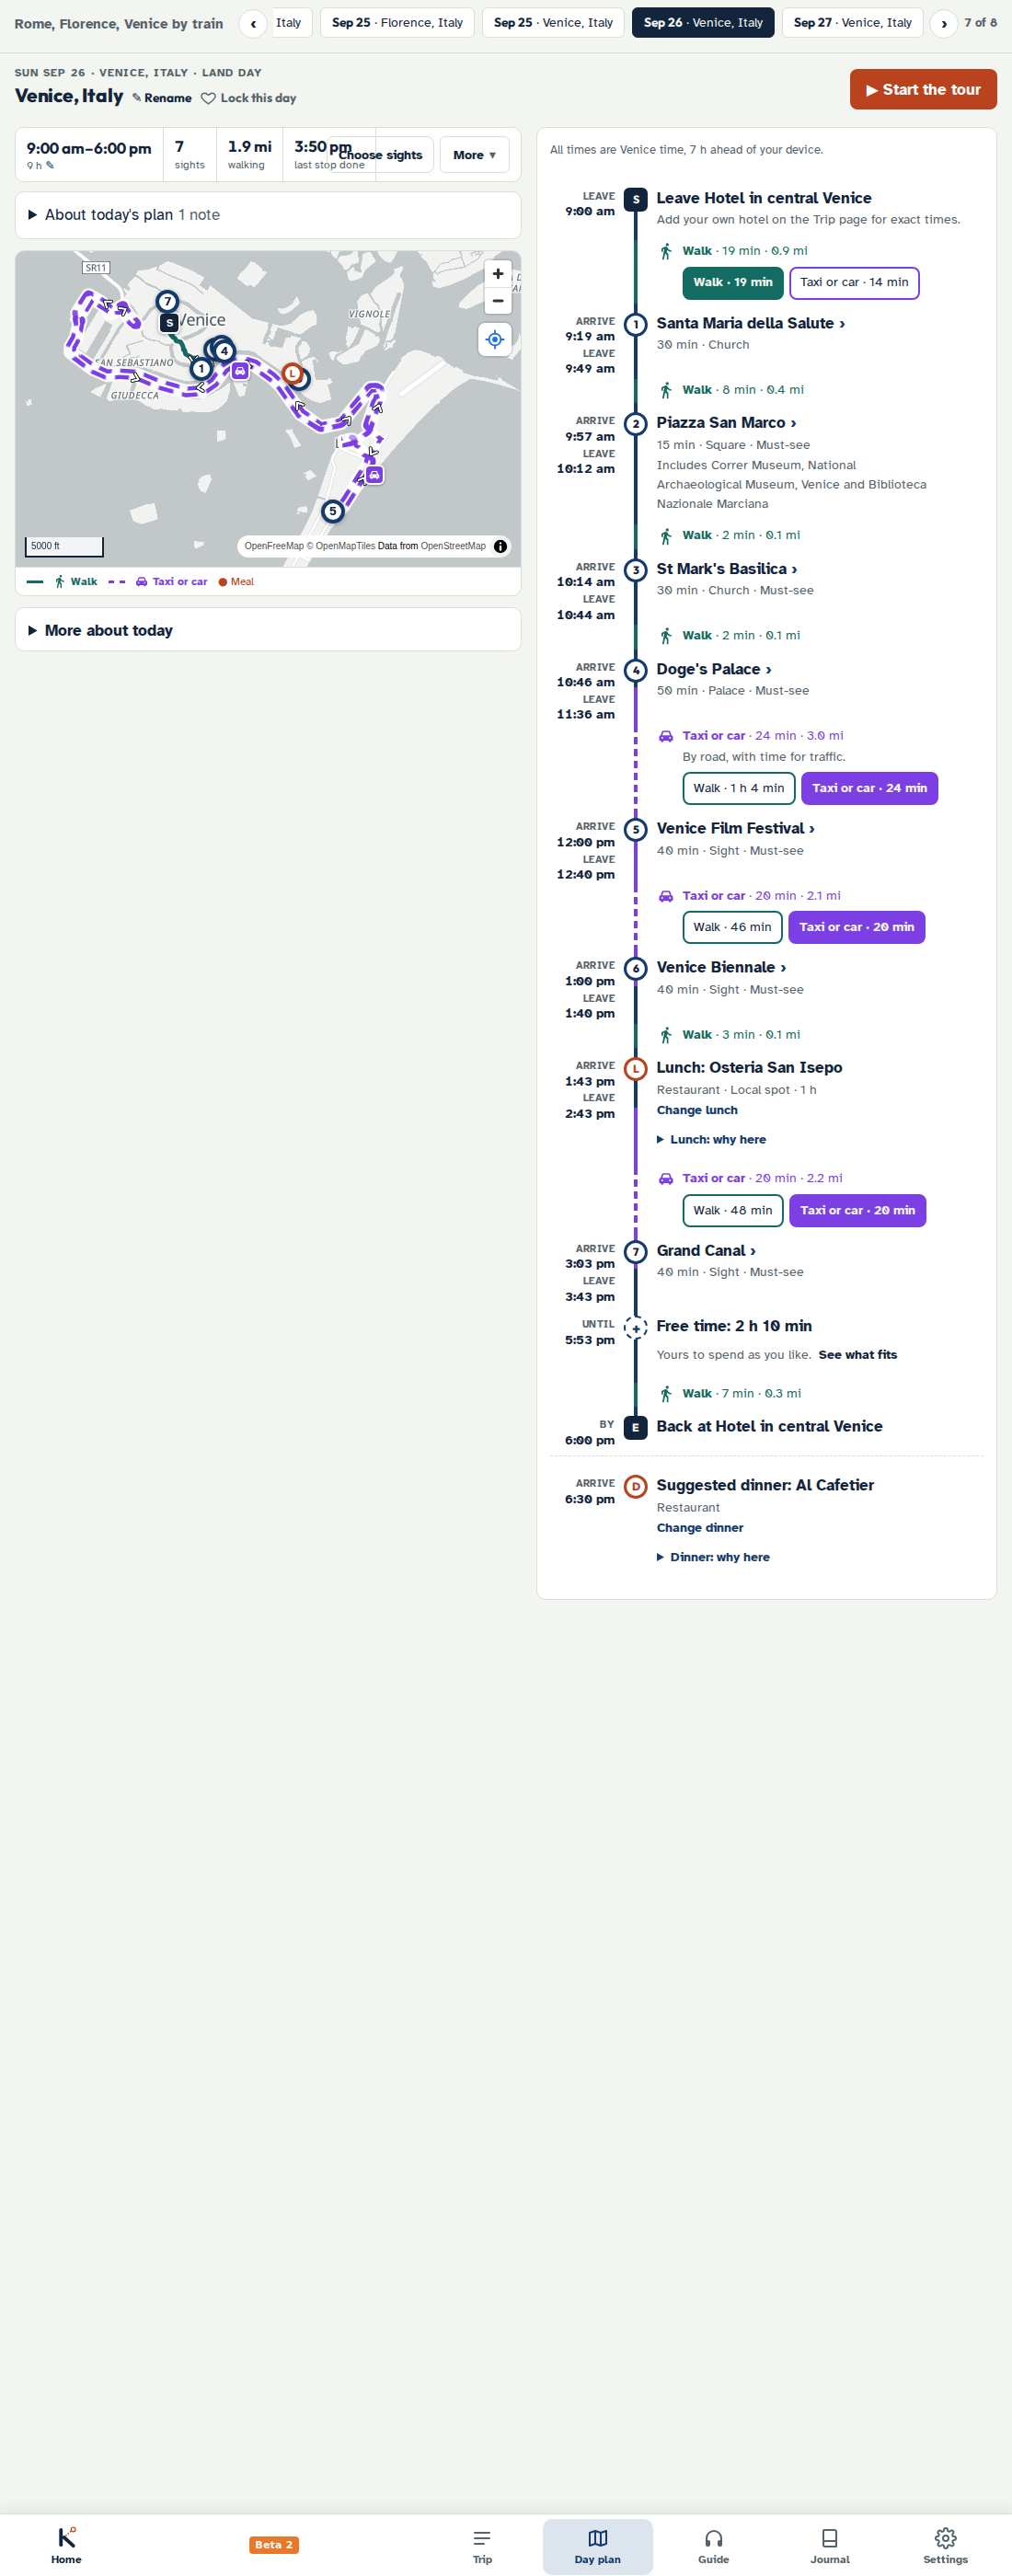 Rome, Florence, Venice by train
‹
Italy
Sep 25 · Florence, Italy
Sep 25 · Venice, Italy
Sep 26 · Venice, Italy
Sep 27 · Venice, Italy
›
7 of 8
SUN SEP 26 · VENICE, ITALY · LAND DAY
Venice, Italy ✎ Rename Lock this day
▶ Start the tour
9:00 am–6:00 pm
9 h ✎
7
sights
1.9 mi
walking
3:50 pm
last stop done
Choose sights
More ▾
▶ About today's plan 1 note
SR11
Venice
VIGNOLE
SAN SEBASTIANO
GIUDECCA
7
S
4
1
L
5
+
−
5000 ft
OpenFreeMap © OpenMapTiles Data from OpenStreetMap
Walk
Taxi or car
Meal
▶ More about today
All times are Venice time, 7 h ahead of your device.
LEAVE
9:00 am
S
Leave Hotel in central Venice
Add your own hotel on the Trip page for exact times.
Walk · 19 min · 0.9 mi
Walk · 19 min
Taxi or car · 14 min
ARRIVE
9:19 am
LEAVE
9:49 am
1
Santa Maria della Salute ›
30 min · Church
Walk · 8 min · 0.4 mi
ARRIVE
9:57 am
LEAVE
10:12 am
2
Piazza San Marco ›
15 min · Square · Must-see
Includes Correr Museum, National
Archaeological Museum, Venice and Biblioteca
Nazionale Marciana
Walk · 2 min · 0.1 mi
ARRIVE
10:14 am
LEAVE
10:44 am
3
St Mark's Basilica ›
30 min · Church · Must-see
Walk · 2 min · 0.1 mi
ARRIVE
10:46 am
LEAVE
11:36 am
4
Doge's Palace ›
50 min · Palace · Must-see
Taxi or car · 24 min · 3.0 mi
By road, with time for traffic.
Walk · 1 h 4 min
Taxi or car · 24 min
ARRIVE
12:00 pm
LEAVE
12:40 pm
5
Venice Film Festival ›
40 min · Sight · Must-see
Taxi or car · 20 min · 2.1 mi
Walk · 46 min
Taxi or car · 20 min
ARRIVE
1:00 pm
LEAVE
1:40 pm
6
Venice Biennale ›
40 min · Sight · Must-see
Walk · 3 min · 0.1 mi
ARRIVE
1:43 pm
LEAVE
2:43 pm
L
Lunch: Osteria San Isepo
Restaurant · Local spot · 1 h
Change lunch
▶ Lunch: why here
Taxi or car · 20 min · 2.2 mi
Walk · 48 min
Taxi or car · 20 min
ARRIVE
3:03 pm
LEAVE
3:43 pm
7
Grand Canal ›
40 min · Sight · Must-see
UNTIL
5:53 pm
+
Free time: 2 h 10 min
Yours to spend as you like. See what fits
Walk · 7 min · 0.3 mi
BY
6:00 pm
E
Back at Hotel in central Venice
ARRIVE
6:30 pm
D
Suggested dinner: Al Cafetier
Restaurant
Change dinner
▶ Dinner: why here
Home
Beta 2
Trip
Day plan
Guide
Journal
Settings